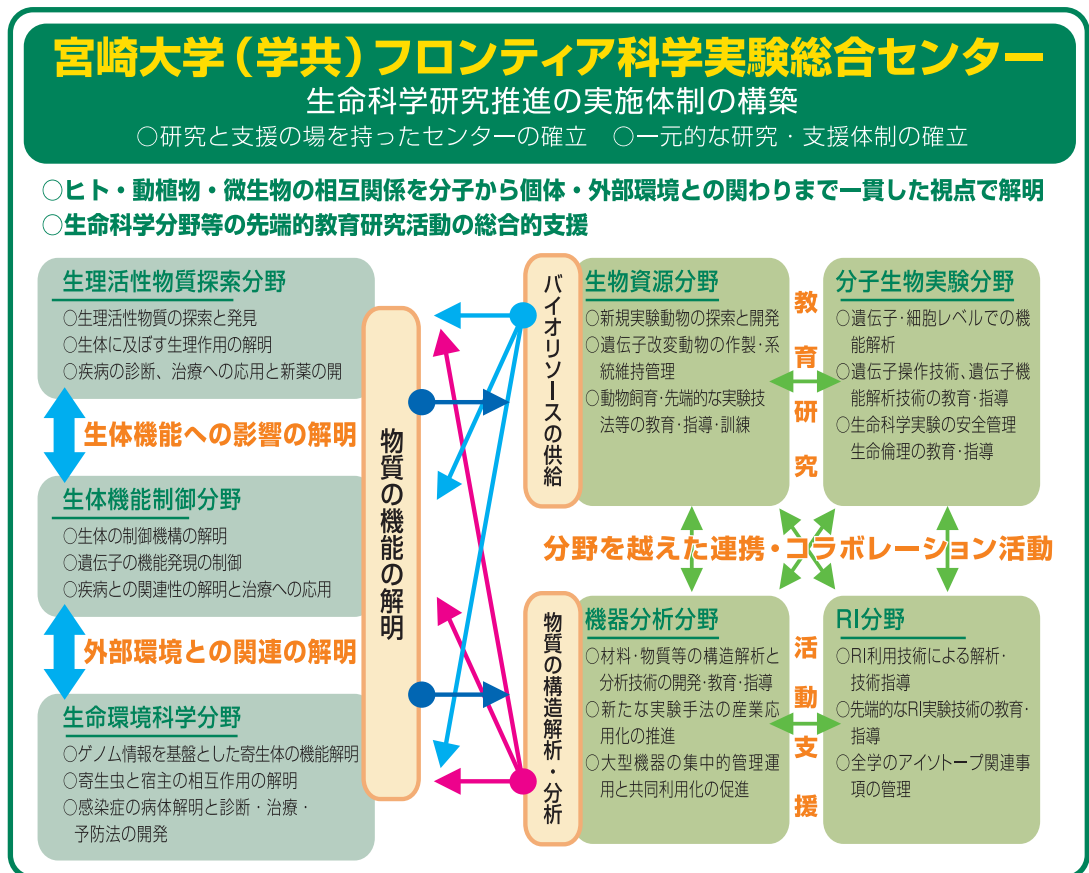 宮崎大学（学共）フロンティア科学実験総合センター
生命科学研究推進の実施体制の構築
○研究と支援の場を持ったセンターの確立　○一元的な研究・支援体制の確立
○ヒト・動植物・微生物の相互関係を分子から個体・外部環境との関わりまで一貫した視点で解明
○生命科学分野等の先端的教育研究活動の総合的支援
生理活性物質探索分野
○生理活性物質の探索と発見
○生体に及ぼす生理作用の解明
○疾病の診断、治療への応用と新薬の開
生体機能への影響の解明
生体機能制御分野
○生体の制御機構の解明
○遺伝子の機能発現の制御
○疾病との関連性の解明と治療への応用
外部環境との関連の解明
生命環境科学分野
○ゲノム情報を基盤とした寄生体の機能解明
○寄生虫と宿主の相互作用の解明
○感染症の病体解明と診断・治療・
予防法の開発
物質の機能の解明
バイオリソースの供給
生物資源分野
○新規実験動物の探索と開発
○遺伝子改変動物の作製・系
統維持管理
○動物飼育・先端的な実験技
法等の教育・指導・訓練
教育研究
分子生物実験分野
○遺伝子・細胞レベルでの機
能解析
○遺伝子操作技術、遺伝子機
能解析技術の教育・指導
○生命科学実験の安全管理
生命倫理の教育・指導
分野を越えた連携・コラボレーション活動
物質の構造解析・分析
機器分析分野
○材料・物質等の構造解析と
分析技術の開発・教育・指導
○新たな実験手法の産業応
用化の推進
○大型機器の集中的管理運
用と共同利用化の促進
活動支援
RI分野
○RI利用技術による解析・
技術指導
○先端的なRI実験技術の教育・
指導
○全学のアイソトープ関連事
項の管理